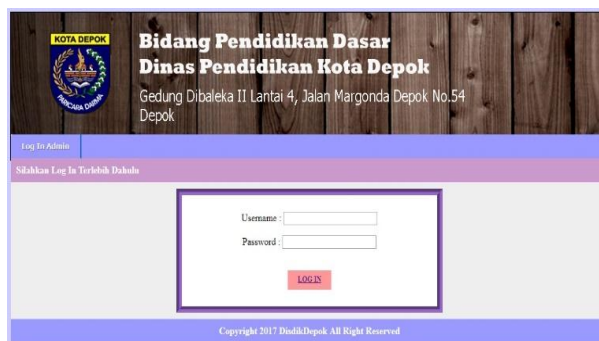 KOTA DEPOK
PARICARA DARMA
Bidang Pendidikan Dasar
Dinas Pendidikan Kota Depok
Gedung Dibaleka II Lantai 4, Jalan Margonda Depok No.54
Depok
Log In Admin
Silahkan Log In Terlebih Dahulu
Username :
Password :
LOG IN
Copyright 2017 DisdikDepok All Right Reserved